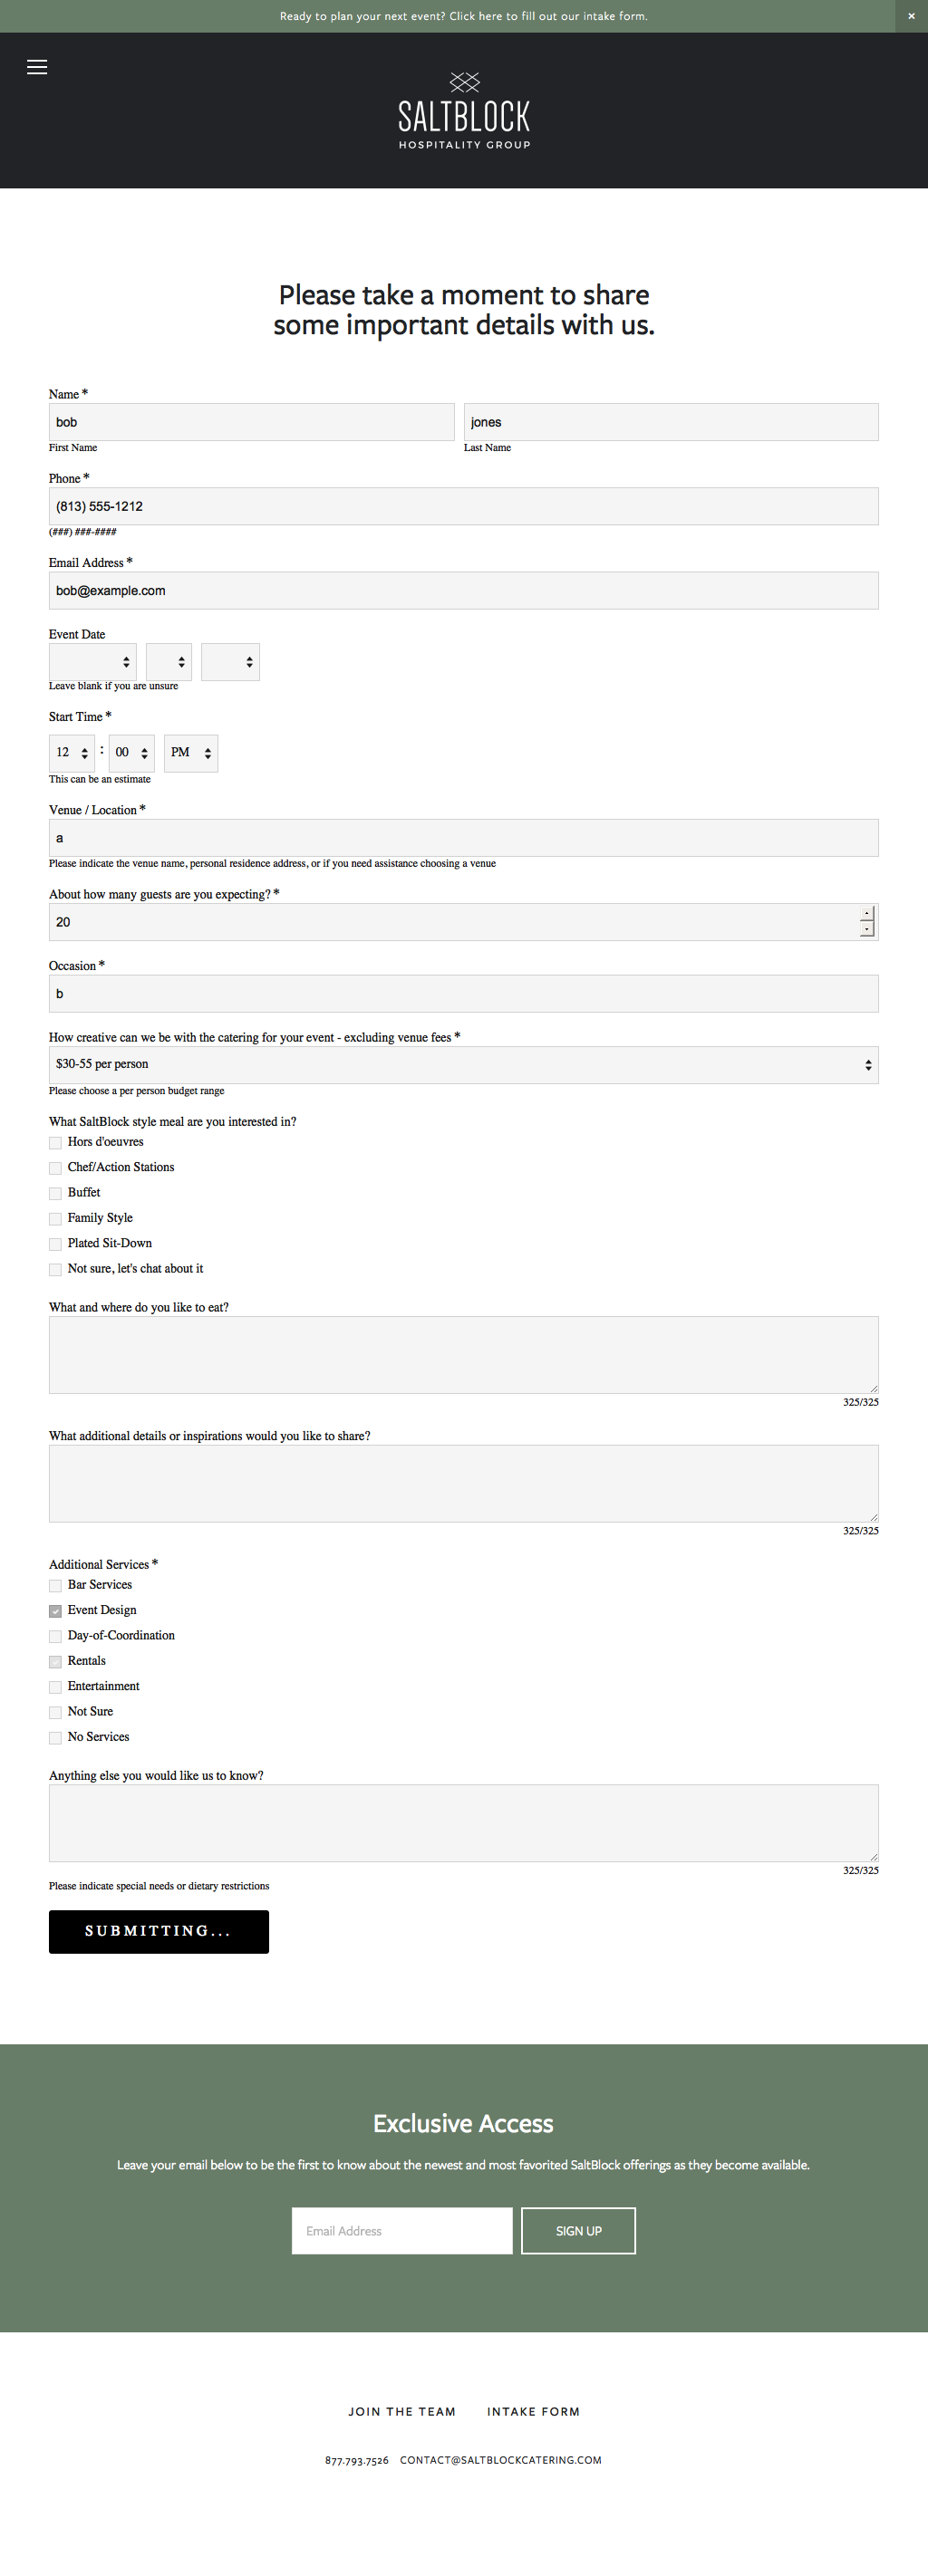 Ready to plan your next event? Click here to fill out our intake form.
×
SALTBLOCK
HOSPITALITY GROUP
Please take a moment to share
some important details with us.
Name *
bob
jones
First Name
Last Name
Phone *
(813) 555-1212
(###) ###-####
Email Address *
bob@example.com
Event Date
Leave blank if you are unsure
Start Time *
12 : 00 PM
This can be an estimate
Venue / Location *
a
Please indicate the venue name, personal residence address, or if you need assistance choosing a venue
About how many guests are you expecting? *
20
Occasion *
b
How creative can we be with the catering for your event - excluding venue fees *
$30-55 per person
Please choose a per person budget range
What SaltBlock style meal are you interested in?
Hors d'oeuvres
Chef/Action Stations
Buffet
Family Style
Plated Sit-Down
Not sure, let's chat about it
What and where do you like to eat?
325/325
What additional details or inspirations would you like to share?
325/325
Additional Services *
Bar Services
Event Design
Day-of-Coordination
Rentals
Entertainment
Not Sure
No Services
Anything else you would like us to know?
325/325
Please indicate special needs or dietary restrictions
SUBMITTING...
Exclusive Access
Leave your email below to be the first to know about the newest and most favorited SaltBlock offerings as they become available.
Email Address
SIGN UP
JOIN THE TEAM
INTAKE FORM
877.793.7526
CONTACT@SALTBLOCKCATERING.COM